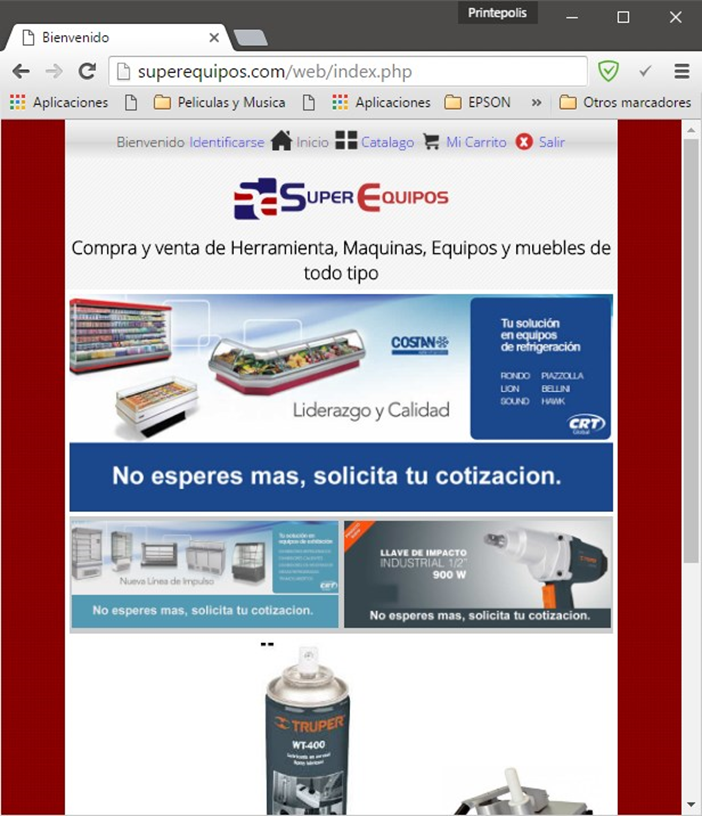 Printepolis
Bienvenido
superequipos.com/web/index.php
Aplicaciones Peliculas y Musica Aplicaciones EPSON » Otros marcadores
Bienvenido Identificarse Inicio Catalago Mi Carrito Salir
SUPER EQUIPOS
Compra y venta de Herramienta, Maquinas, Equipos y muebles de
todo tipo
COSTAN
Liderazgo y Calidad
Tu solución
en equipos
de refrigeración
RONDO PIAZZOLLA
LION BELLINI
SOUND HAWK
CRT
Global
No esperes mas, solicita tu cotizacion.
Tu solución en
equipos de exhibición
Nueva Línea de Impulso
CRT
No esperes mas, solicita tu cotizacion.
LLAVE DE IMPACTO
INDUSTRIAL 1/2"
900 W
No esperes mas, solicita tu cotizacion.
--
TRUPER
WT-400